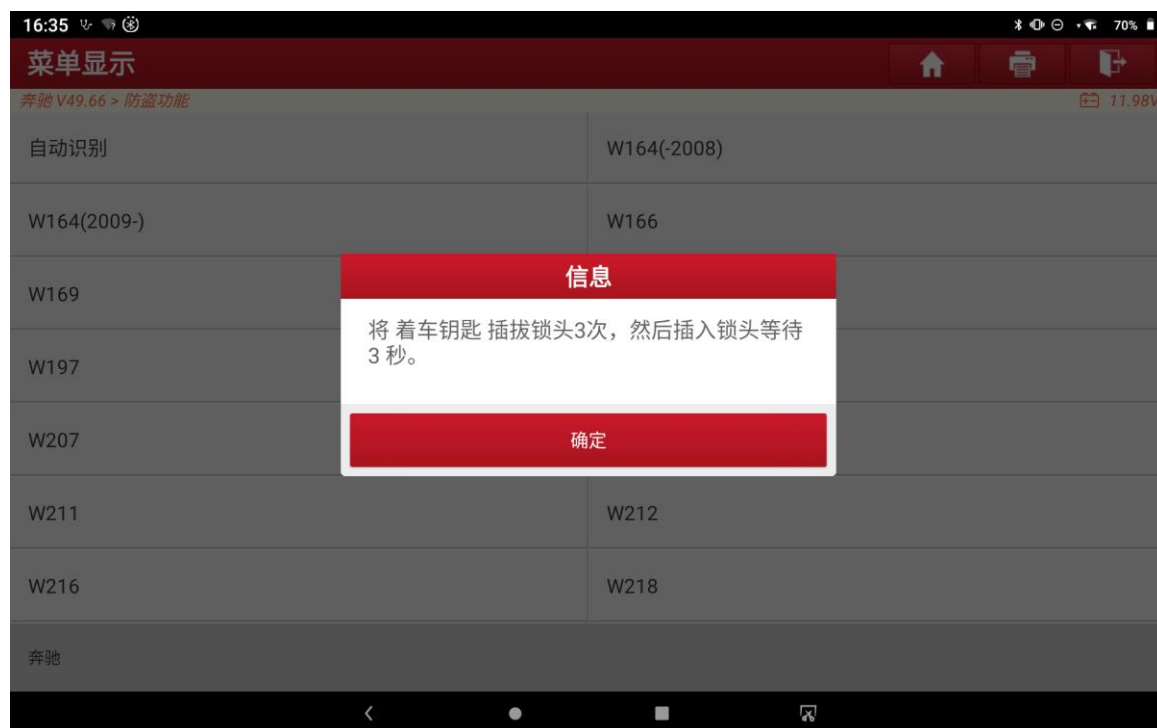 16:35
70%
菜单显示
奔驰 V49.66 > 防盗功能
11.98V
自动识别
W164(-2008)
W164(2009-)
W166
W169
信息
将 着车钥匙 插拔锁头3次，然后插入锁头等待
3 秒。
W197
W207
确定
W211
W212
W216
W218
奔驰